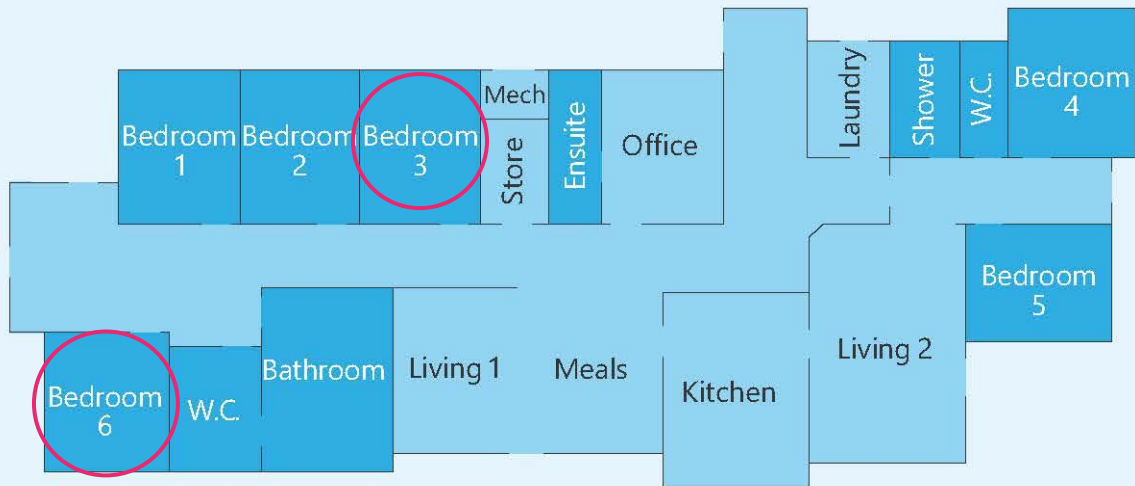 Bedroom
1
Bedroom
2
Bedroom
3
Mech
Store
Ensuite
Office
Laundry
Shower
W.C.
Bedroom
4
Bedroom
5
Bedroom
6
W.C.
Bathroom
Living 1
Meals
Kitchen
Living 2